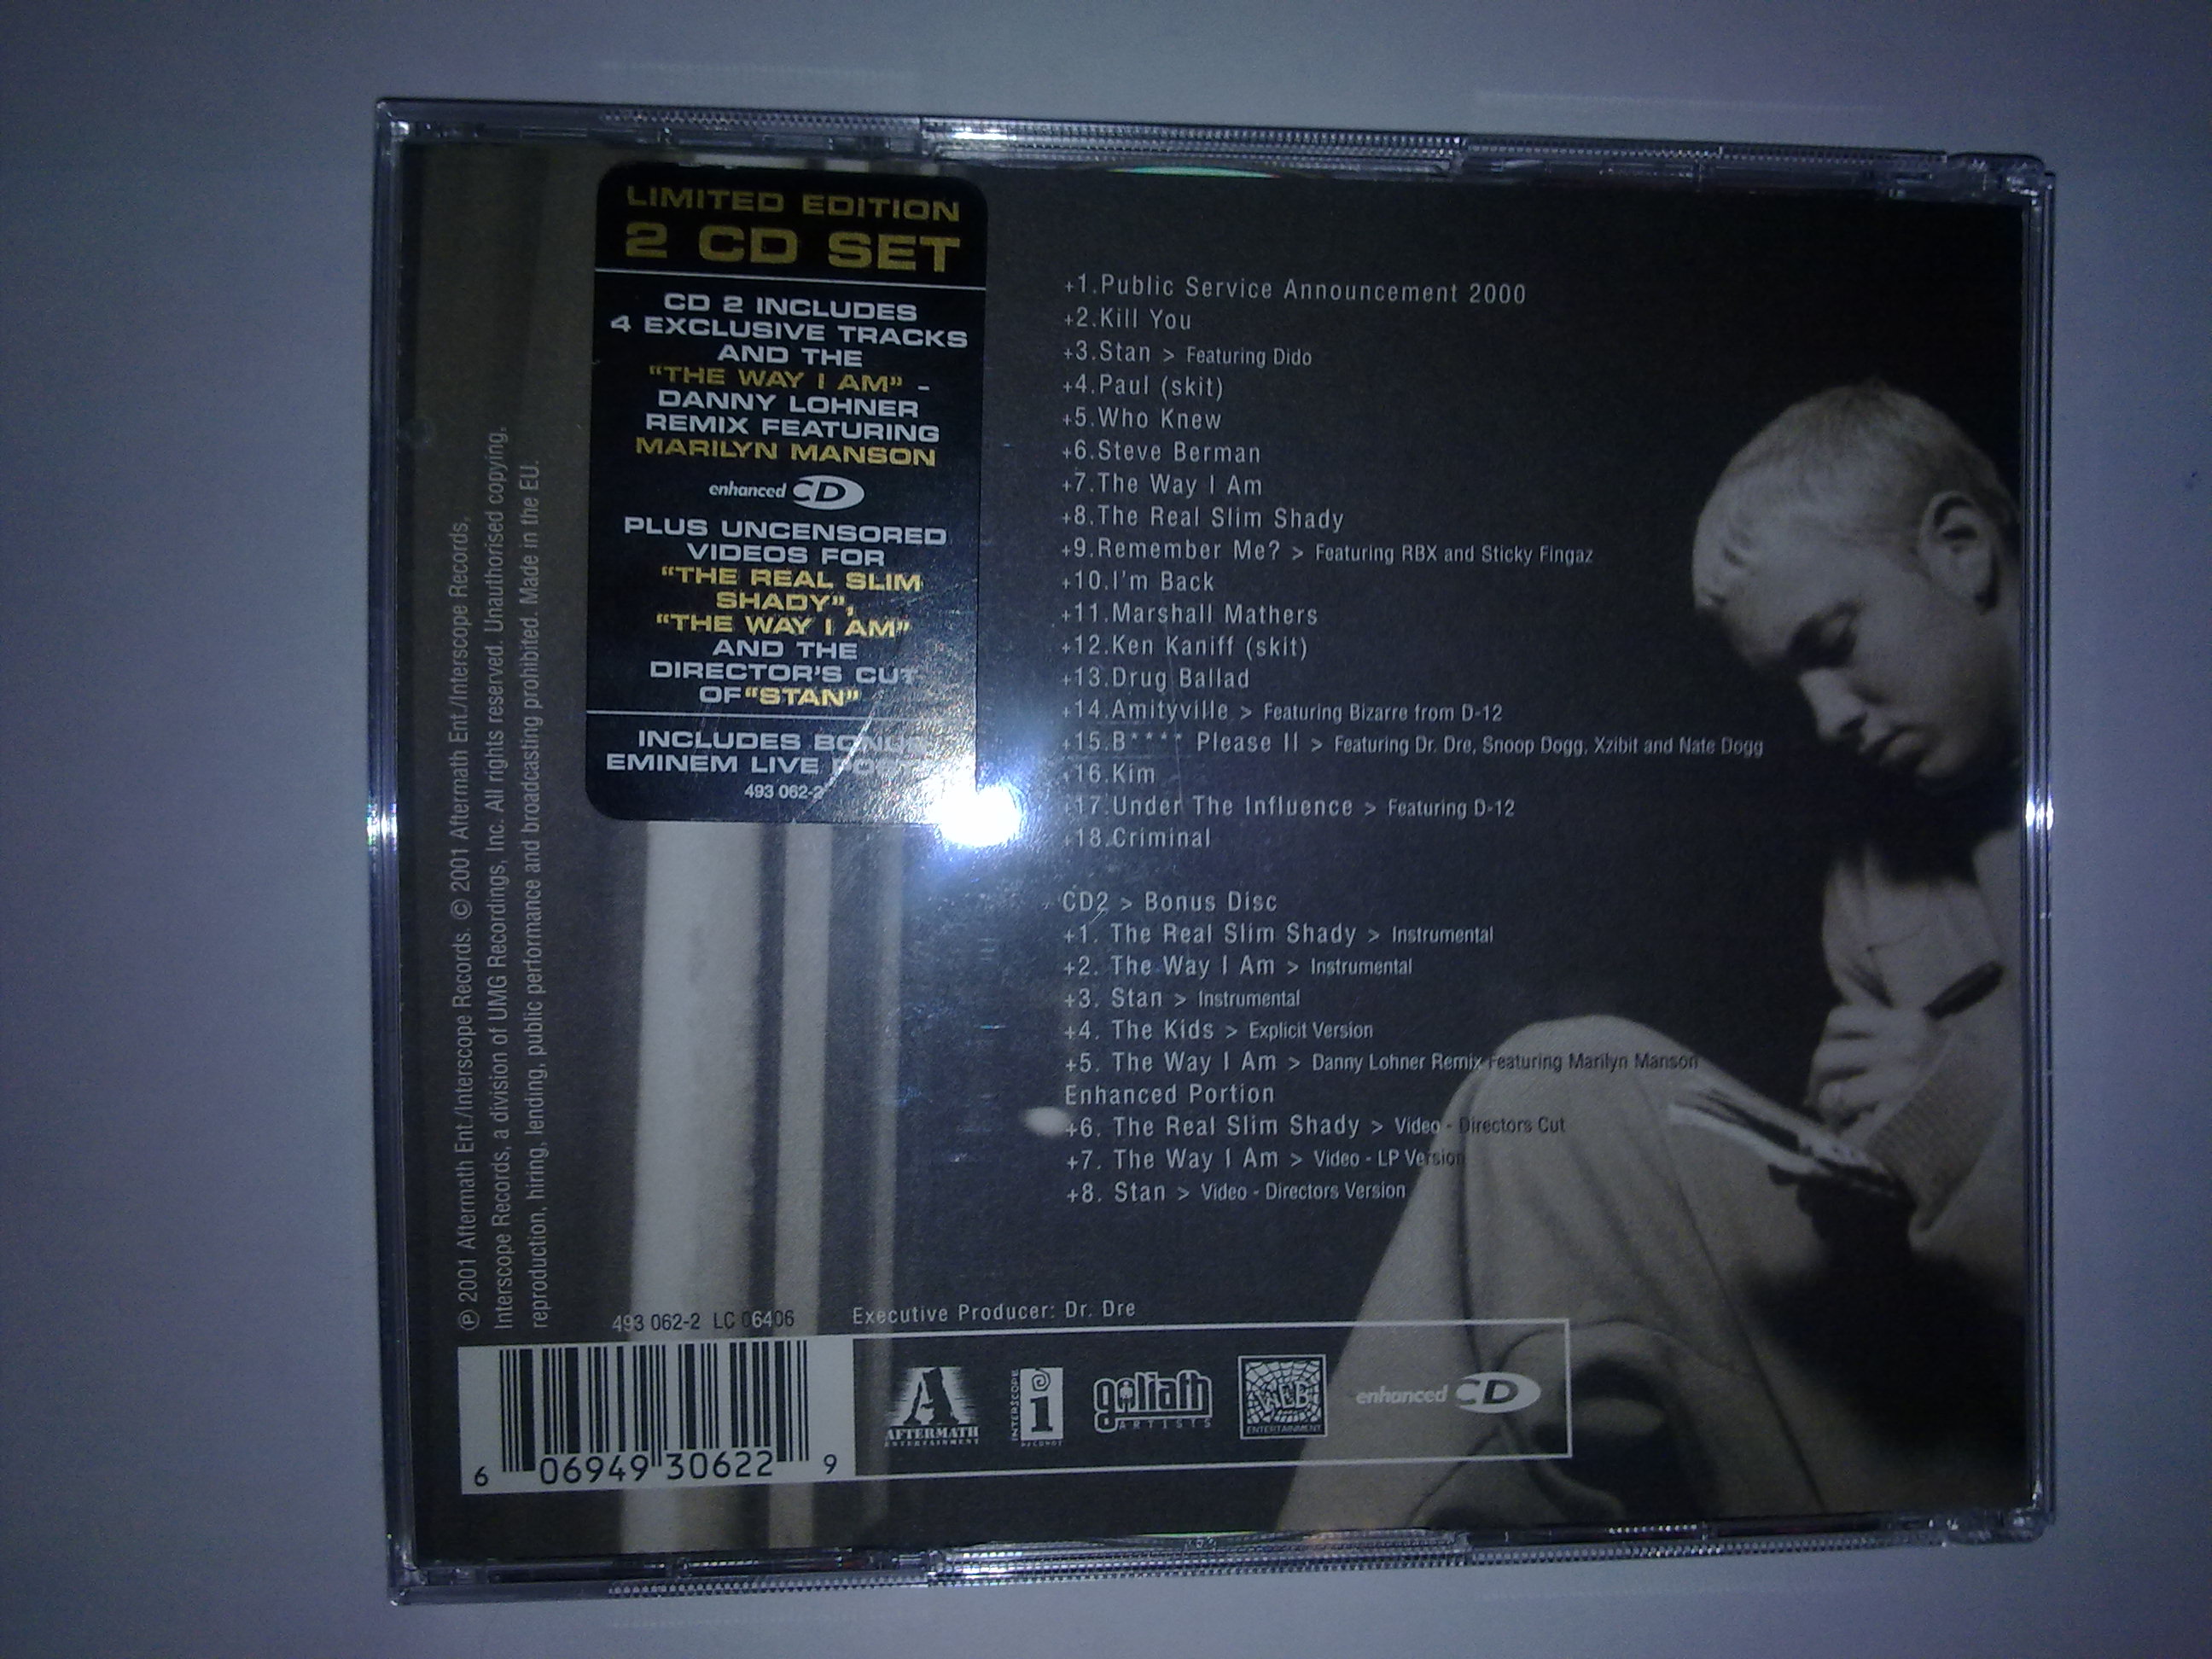 LIMITED EDITION
2 CD SET
CD 2 INCLUDES
4 EXCLUSIVE TRACKS
AND THE
"THE WAY I AM" -
DANNY LOHNER
REMIX FEATURING
MARILYN MANSON
enhanced CD
PLUS UNCENSORED
VIDEOS FOR
"THE REAL SLIM
SHADY",
"THE WAY I AM"
AND THE
DIRECTOR'S CUT
OF "STAN"
INCLUDES BONUS
EMINEM LIVE
493 062-2
+1.Public Service Announcement 2000
+2.Kill You
+3.Stan > Featuring Dido
+4.Paul (skit)
+5.Who Knew
+6.Steve Berman
+7.The Way I Am
+8.The Real Slim Shady
+9.Remember Me? > Featuring RBX and Sticky Fingaz
+10.I'm Back
+11.Marshall Mathers
+12.Ken Kaniff (skit)
+13.Drug Ballad
+14.Amityville > Featuring Bizarre from D-12
+15.B**** Please II > Featuring Dr. Dre, Snoop Dogg, Xzibit and Nate Dogg
+16.Kim
+17.Under The Influence > Featuring D-12
+18.Criminal
CD2 > Bonus Disc
+1. The Real Slim Shady > Instrumental
+2. The Way I Am > Instrumental
+3. Stan > Instrumental
+4. The Kids > Explicit Version
+5. The Way I Am > Danny Lohner Remix Featuring Marilyn Manson
Enhanced Portion
+6. The Real Slim Shady > Video - Directors Cut
+7. The Way I Am > Video - LP Version
+8. Stan > Video - Directors Version
℗ 2001 Aftermath Ent./Interscope Records. © 2001 Aftermath Ent./Interscope Records,
Interscope Records, a division of UMG Recordings, Inc. All rights reserved. Unauthorised copying,
reproduction, hiring, lending, public performance and broadcasting prohibited. Made in the EU.
493 062-2 LC 06406
Executive Producer: Dr. Dre
6 06949 30622 9
A
AFTERMATH
ENTERTAINMENT
INTERSCOPE
i
RECORDS
goliath
ARTISTS
WEB
ENTERTAINMENT
enhanced CD